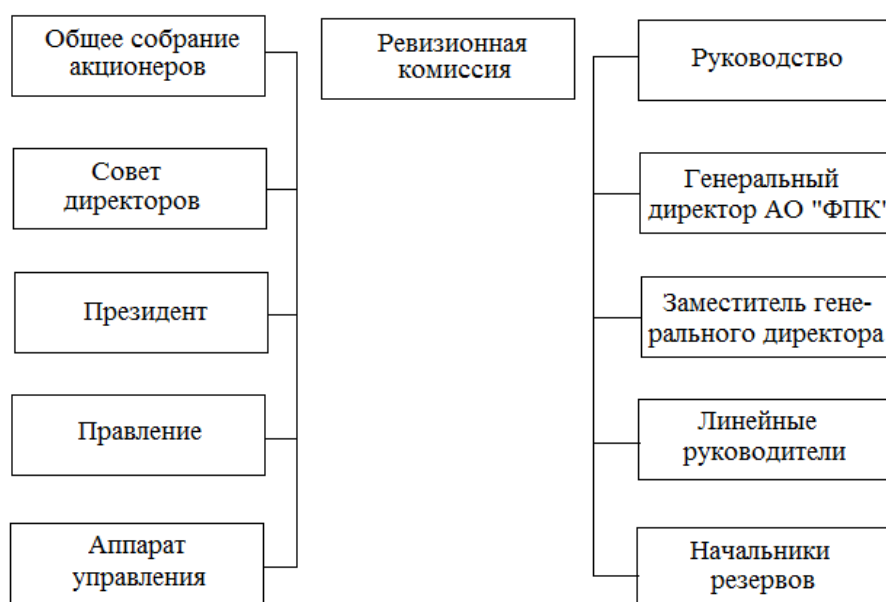 Общее собрание
акционеров
Ревизионная
комиссия
Руководство
Совет
директоров
Генеральный
директор АО "ФПК"
Президент
Заместитель гене-
рального директора
Правление
Линейные
руководители
Аппарат
управления
Начальники
резервов